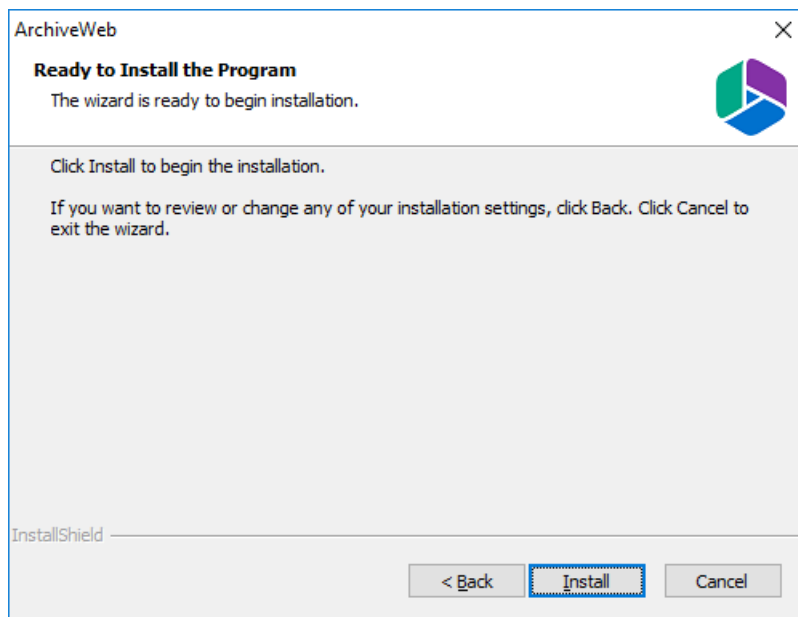 ArchiveWeb
Ready to Install the Program
The wizard is ready to begin installation.
Click Install to begin the installation.
If you want to review or change any of your installation settings, click Back. Click Cancel to
exit the wizard.
InstallShield
< Back Install Cancel